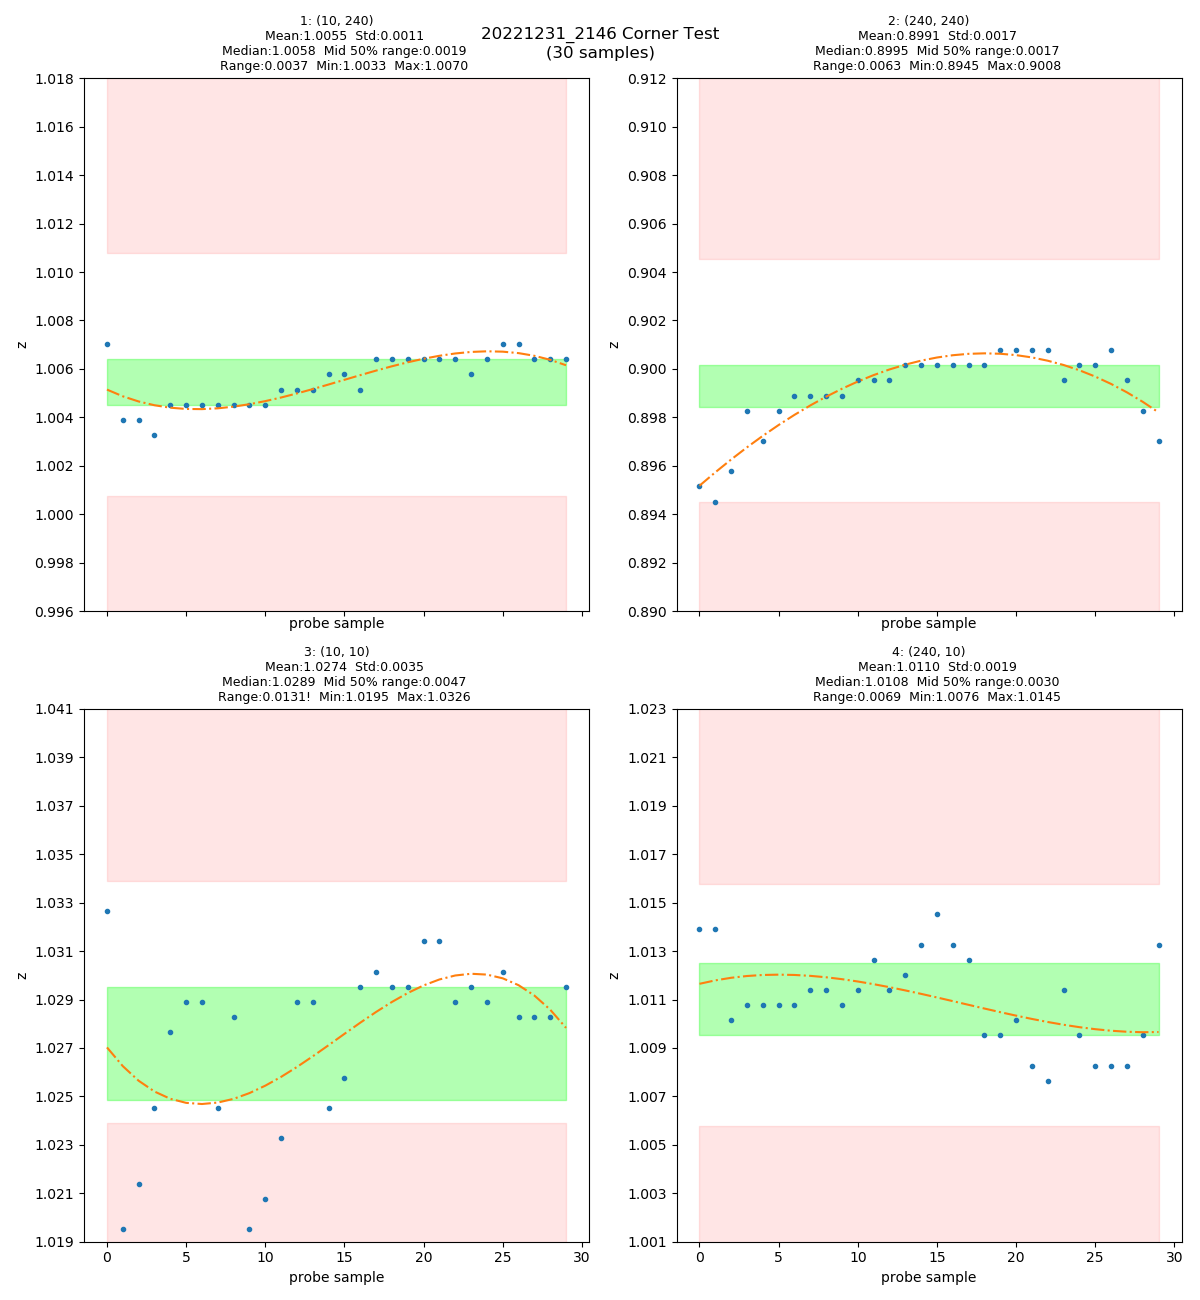 20221231_2146 Corner Test
(30 samples)
1: (10, 240)
Mean:1.0055 Std:0.0011
Median:1.0058 Mid 50% range:0.0019
Range:0.0037 Min:1.0033 Max:1.0070
1.018
1.016
1.014
1.012
1.010
1.008
1.006
1.004
1.002
1.000
0.998
0.996
z
probe sample
2: (240, 240)
Mean:0.8991 Std:0.0017
Median:0.8995 Mid 50% range:0.0017
Range:0.0063 Min:0.8945 Max:0.9008
0.912
0.910
0.908
0.906
0.904
0.902
0.900
0.898
0.896
0.894
0.892
0.890
z
probe sample
3: (10, 10)
Mean:1.0274 Std:0.0035
Median:1.0289 Mid 50% range:0.0047
Range:0.0131! Min:1.0195 Max:1.0326
1.041
1.039
1.037
1.035
1.033
1.031
1.029
1.027
1.025
1.023
1.021
1.019
z
0 5 10 15 20 25 30
probe sample
4: (240, 10)
Mean:1.0110 Std:0.0019
Median:1.0108 Mid 50% range:0.0030
Range:0.0069 Min:1.0076 Max:1.0145
1.023
1.021
1.019
1.017
1.015
1.013
1.011
1.009
1.007
1.005
1.003
1.001
z
0 5 10 15 20 25 30
probe sample